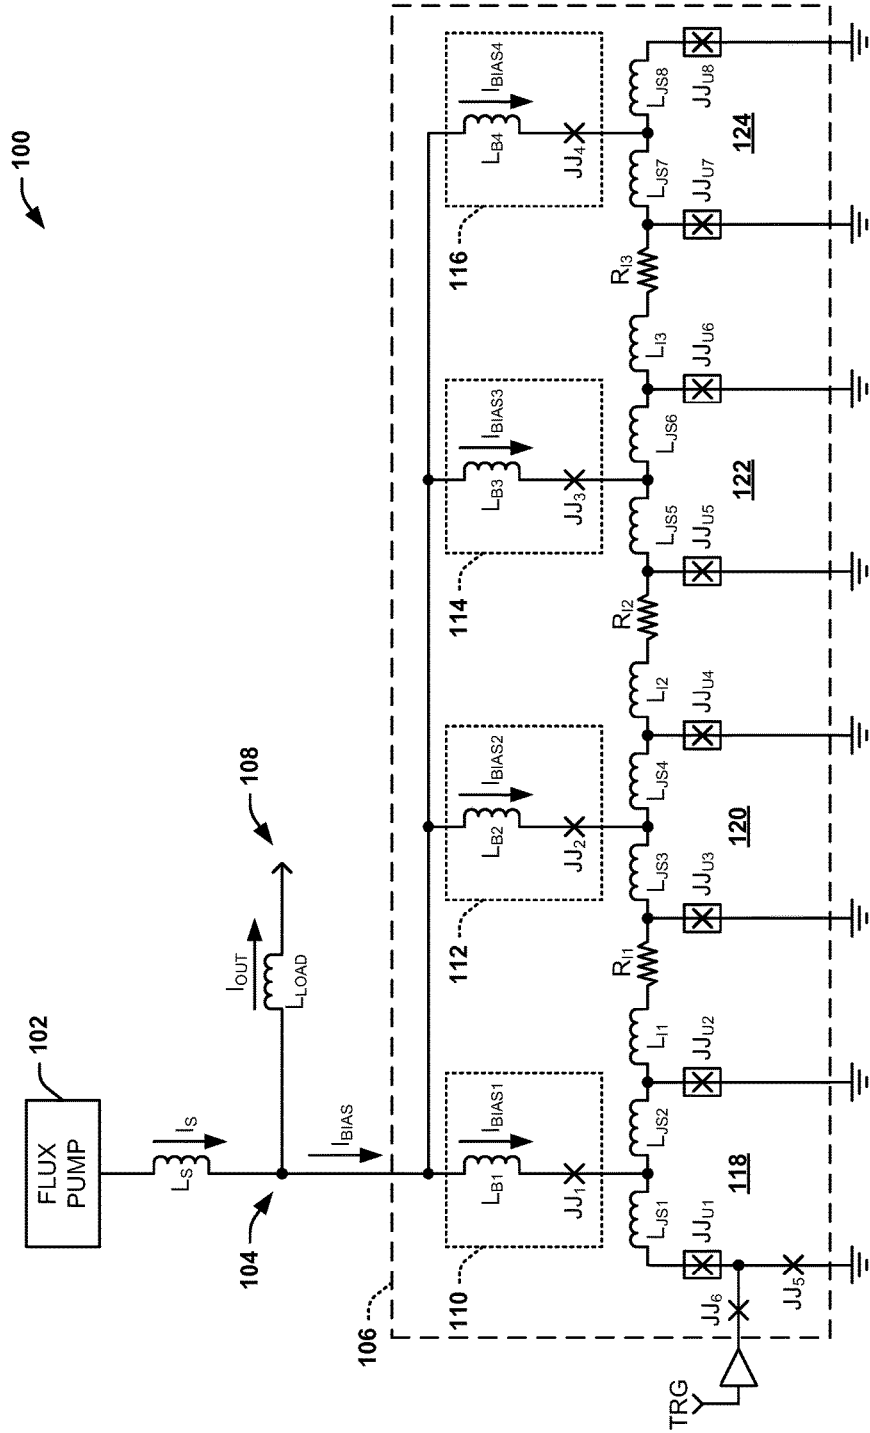 100
FLUX
PUMP
102
L_S
I_S
104
I_OUT
L_LOAD
108
I_BIAS
106
110
L_B1
I_BIAS1
JJ_1
112
L_B2
I_BIAS2
JJ_2
114
L_B3
I_BIAS3
JJ_3
116
L_B4
I_BIAS4
JJ_4
L_JS1
L_JS2
L_I1
R_I1
L_JS3
L_JS4
L_I2
R_I2
L_JS5
L_JS6
L_I3
R_I3
L_JS7
L_JS8
JJ_U1
JJ_U2
JJ_U3
JJ_U4
JJ_U5
JJ_U6
JJ_U7
JJ_U8
118
120
122
124
TRG
JJ_6
JJ_5